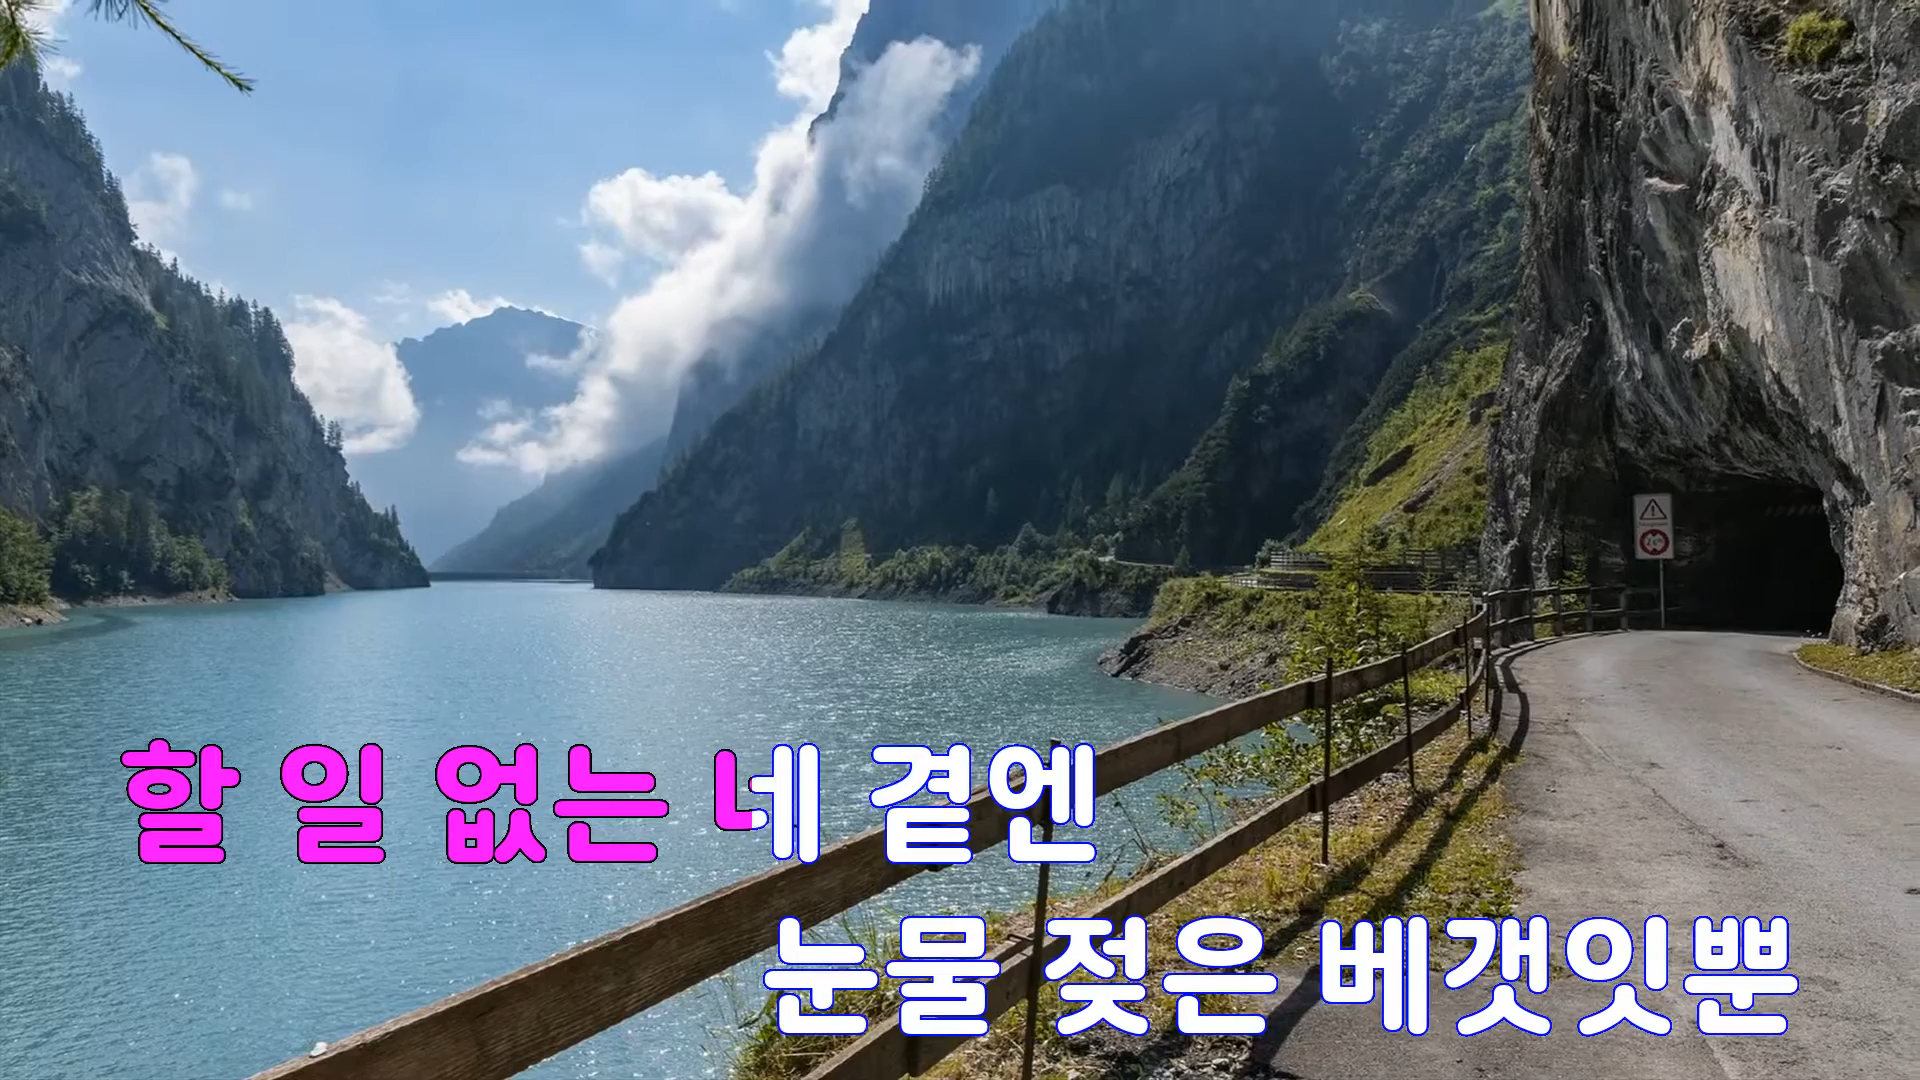 할 일 없는 네 곁엔
눈물 젖은 베갯잇뿐